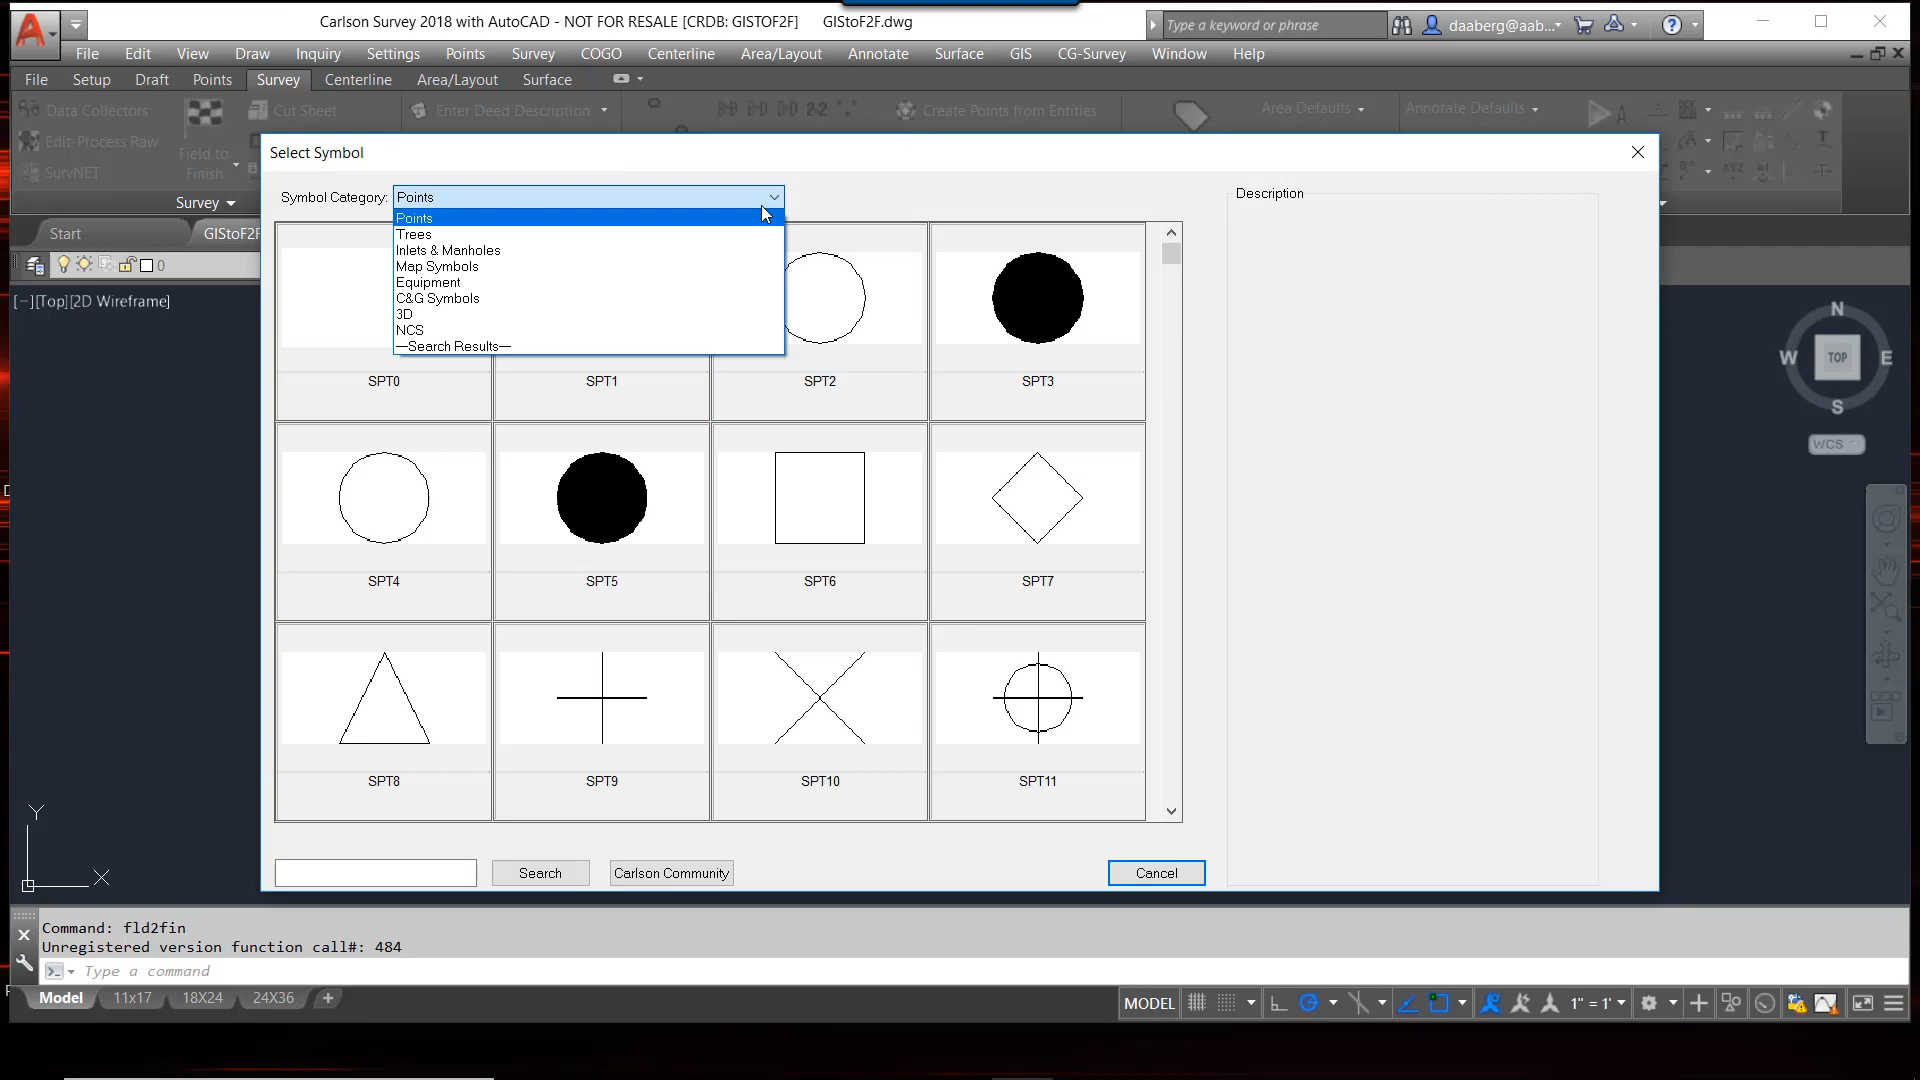 Carlson Survey 2018 with AutoCAD - NOT FOR RESALE [CRDB: GISTOF2F] GIStoF2F.dwg
Type a keyword or phrase
daaberg@aab...
File Edit View Draw Inquiry Settings Points Survey COGO Centerline Area/Layout Annotate Surface GIS CG-Survey Window Help
File Setup Draft Points Survey Centerline Area/Layout Surface
Data Collectors Cut Sheet Enter Deed Description 2-2 Create Points from Entities Area Defaults Annotate Defaults
Edit-Process Raw
Field to
Finish
SurvNET
Survey
Start GIStoF2F
0
[−][Top][2D Wireframe]
Select Symbol
Symbol Category: Points
Description
Points
Trees
Inlets & Manholes
Map Symbols
Equipment
C&G Symbols
3D
NCS
—Search Results—
SPT0 SPT1 SPT2 SPT3
SPT4 SPT5 SPT6 SPT7
SPT8 SPT9 SPT10 SPT11
Search Carlson Community Cancel
N
W TOP E
S
WCS
Y
X
Command: fld2fin
Unregistered version function call#: 484
Type a command
Model 11x17 18X24 24X36 +
MODEL 1" = 1'